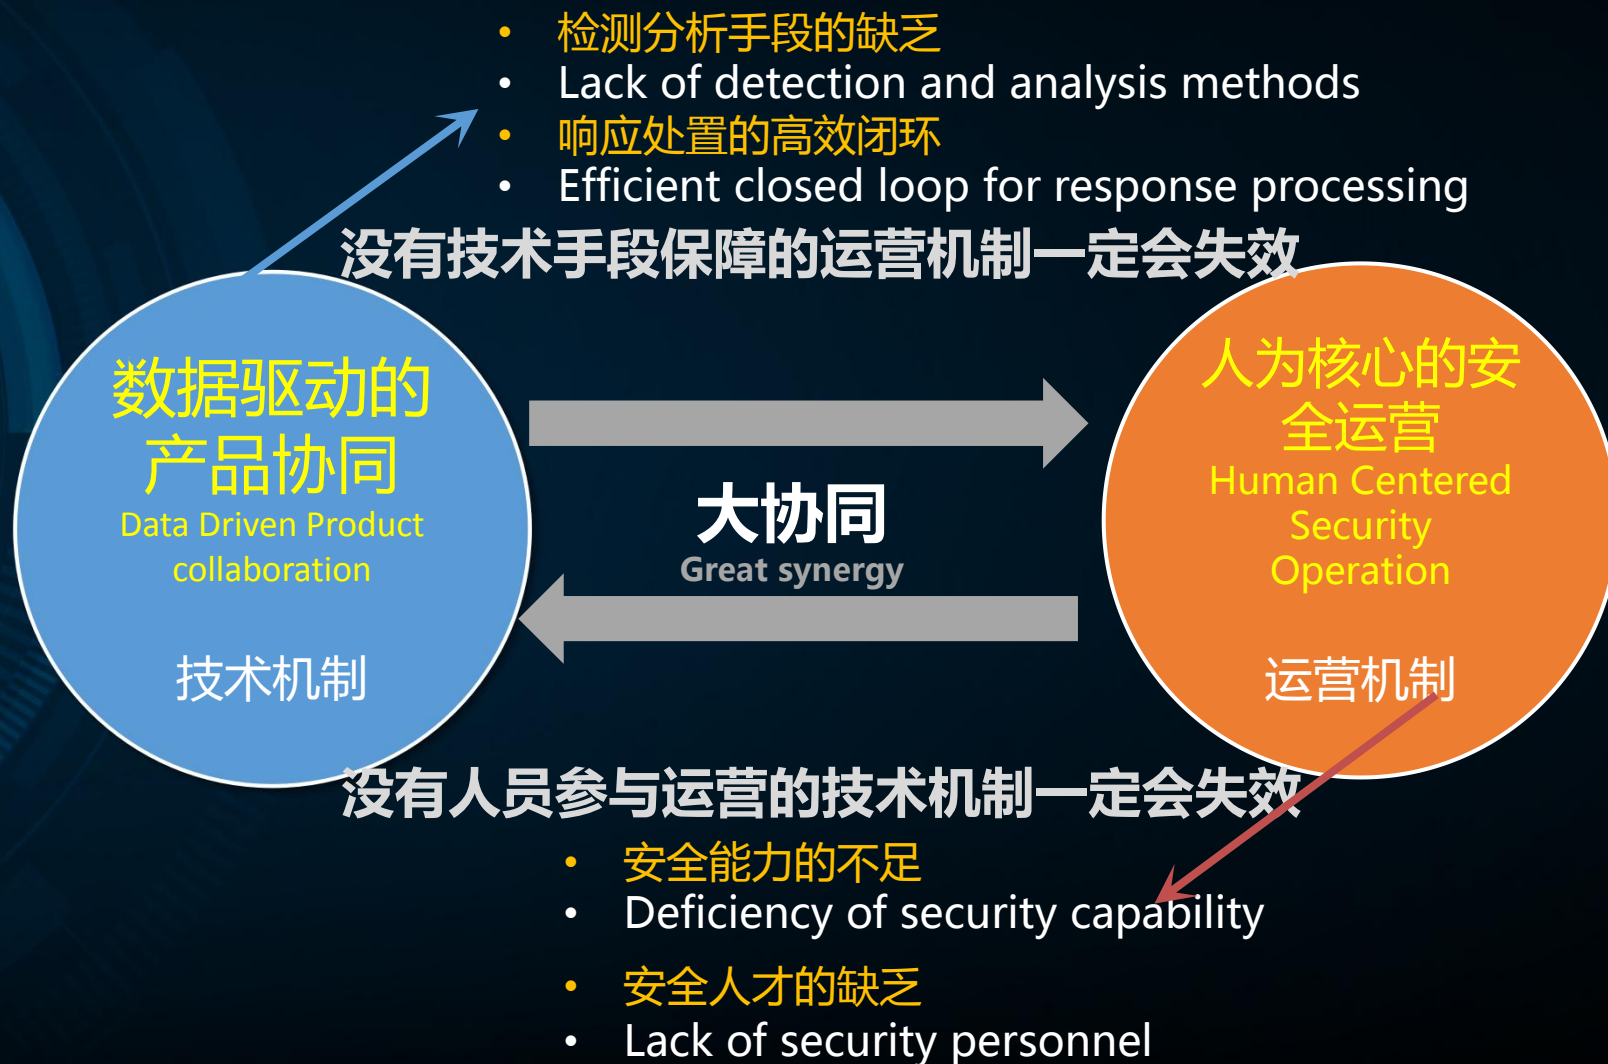 • 检测分析手段的缺乏
• Lack of detection and analysis methods
• 响应处置的高效闭环
• Efficient closed loop for response processing
没有技术手段保障的运营机制一定会失效
数据驱动的
产品协同
Data Driven Product
collaboration
技术机制
大协同
Great synergy
人为核心的安
全运营
Human Centered
Security
Operation
运营机制
没有人员参与运营的技术机制一定会失效
• 安全能力的不足
• Deficiency of security capability
• 安全人才的缺乏
• Lack of security personnel